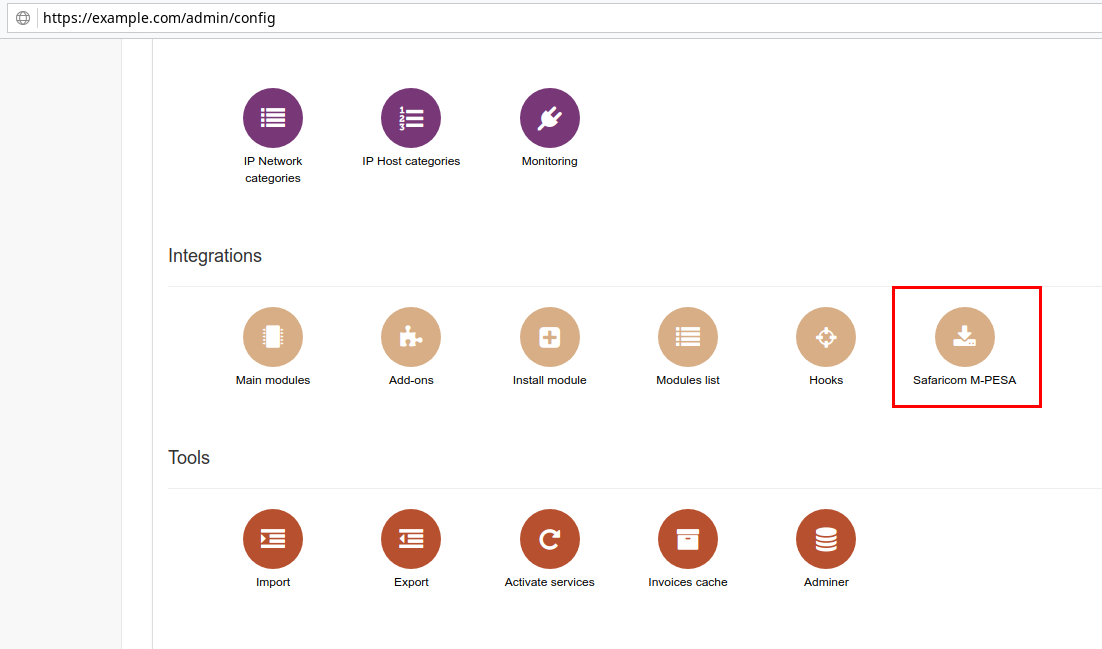 https://example.com/admin/config
IP Network
categories
IP Host categories
Monitoring
Integrations
Main modules
Add-ons
Install module
Modules list
Hooks
Safaricom M-PESA
Tools
Import
Export
Activate services
Invoices cache
Adminer